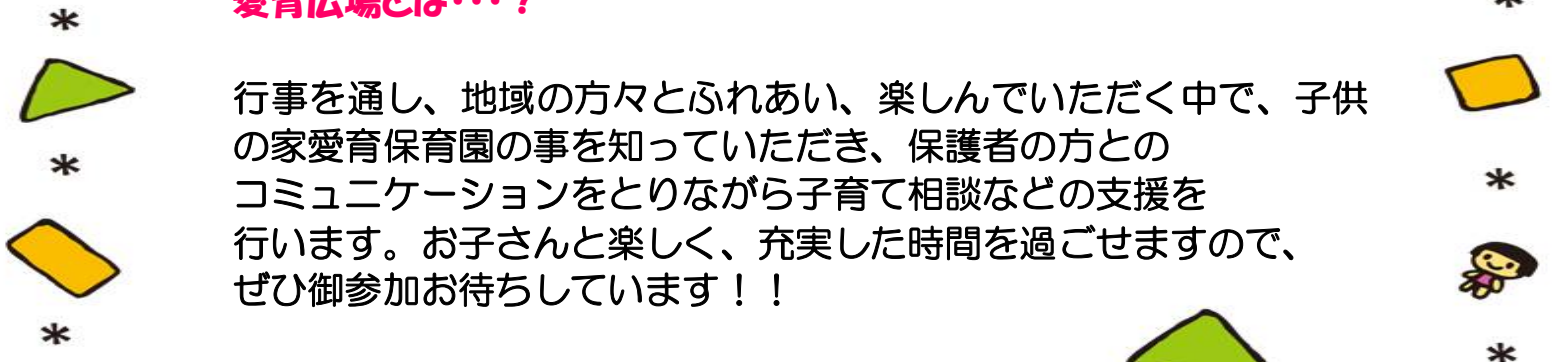 愛育広場とは・・・？
行事を通し、地域の方々とふれあい、楽しんでいただく中で、子供
の家愛育保育園の事を知っていただき、保護者の方との
コミュニケーションをとりながら子育て相談などの支援を
行います。お子さんと楽しく、充実した時間を過ごせますので、
ぜひ御参加お待ちしています！！